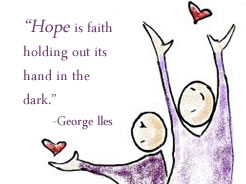 “Hope is faith
holding out its
hand in the
dark.”
-George Iles